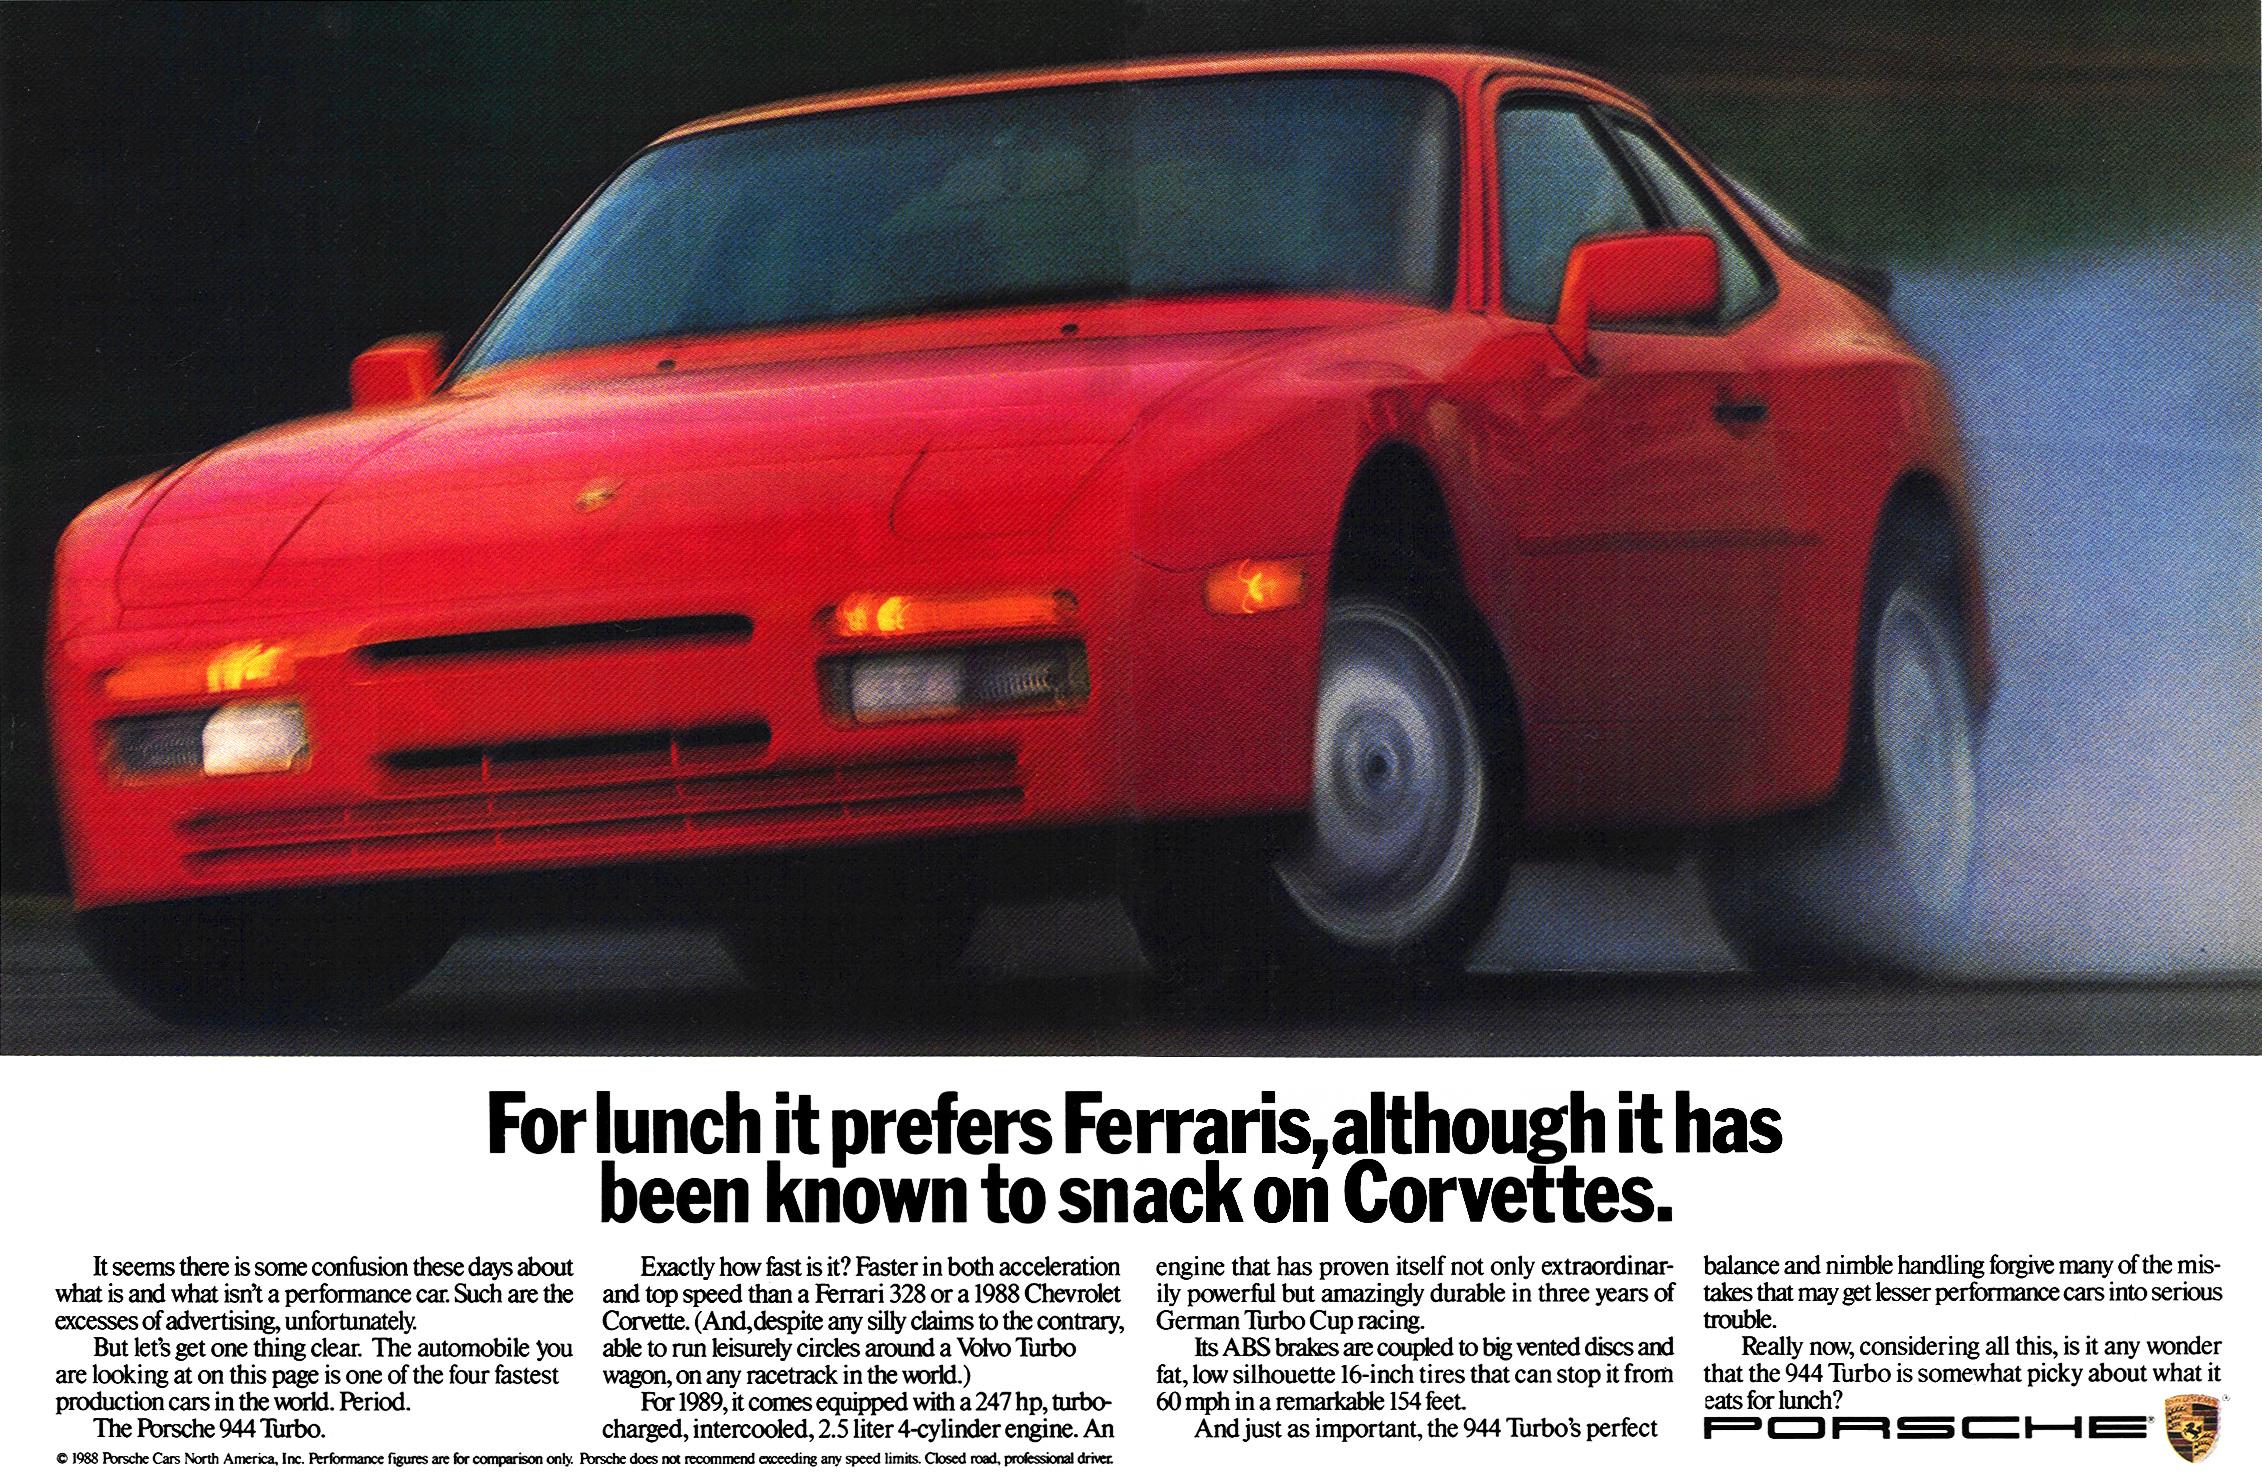 For lunch it prefers Ferraris, although it has
been known to snack on Corvettes.
It seems there is some confusion these days about
what is and what isn't a performance car. Such are the
excesses of advertising, unfortunately.
But let's get one thing clear. The automobile you
are looking at on this page is one of the four fastest
production cars in the world. Period.
The Porsche 944 Turbo.
Exactly how fast is it? Faster in both acceleration
and top speed than a Ferrari 328 or a 1988 Chevrolet
Corvette. (And, despite any silly claims to the contrary,
able to run leisurely circles around a Volvo Turbo
wagon, on any racetrack in the world.)
For 1989, it comes equipped with a 247 hp, turbo-
charged, intercooled, 2.5 liter 4-cylinder engine. An
engine that has proven itself not only extraordinar-
ily powerful but amazingly durable in three years of
German Turbo Cup racing.
Its ABS brakes are coupled to big vented discs and
fat, low silhouette 16-inch tires that can stop it from
60 mph in a remarkable 154 feet.
And just as important, the 944 Turbo's perfect
balance and nimble handling forgive many of the mis-
takes that may get lesser performance cars into serious
trouble.
Really now, considering all this, is it any wonder
that the 944 Turbo is somewhat picky about what it
eats for lunch?
PORSCHE®
© 1988 Porsche Cars North America, Inc. Performance figures are for comparison only. Porsche does not recommend exceeding any speed limits. Closed road, professional driver.